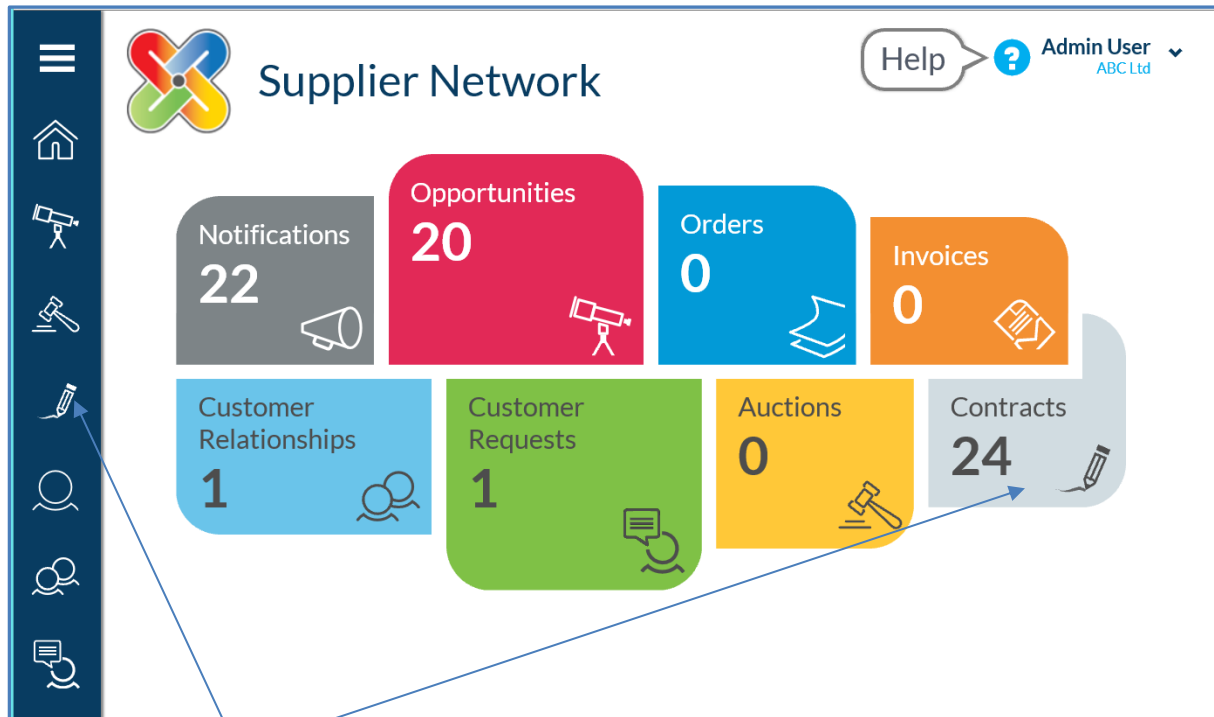 Supplier Network
Help
?
Admin User
ABC Ltd
Notifications
22
Opportunities
20
Orders
0
Invoices
0
Customer
Relationships
1
Customer
Requests
1
Auctions
0
Contracts
24